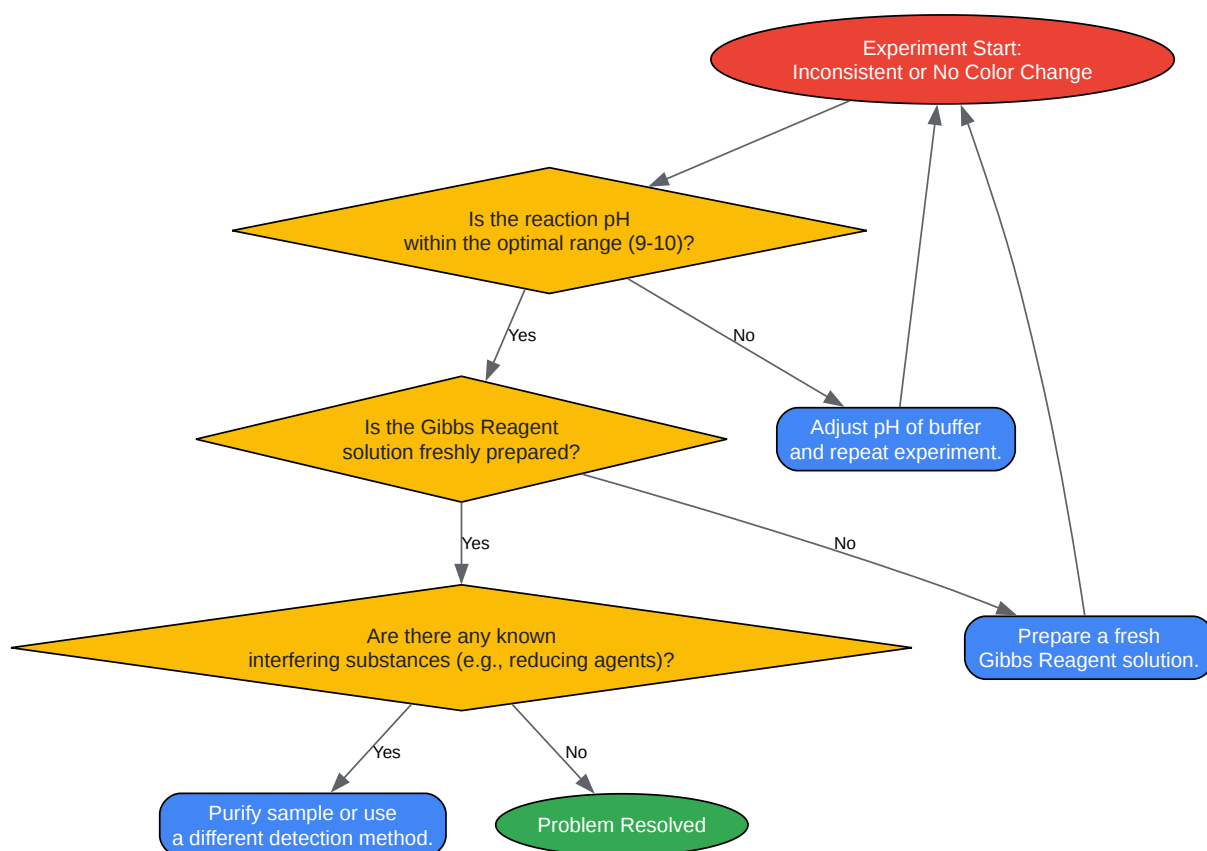 Experiment Start:
Inconsistent or No Color Change
Is the reaction pH
within the optimal range (9-10)?
Yes
No
Is the Gibbs Reagent
solution freshly prepared?
Adjust pH of buffer
and repeat experiment.
Yes
No
Are there any known
interfering substances (e.g., reducing agents)?
Prepare a fresh
Gibbs Reagent solution.
Yes
No
Purify sample or use
a different detection method.
Problem Resolved